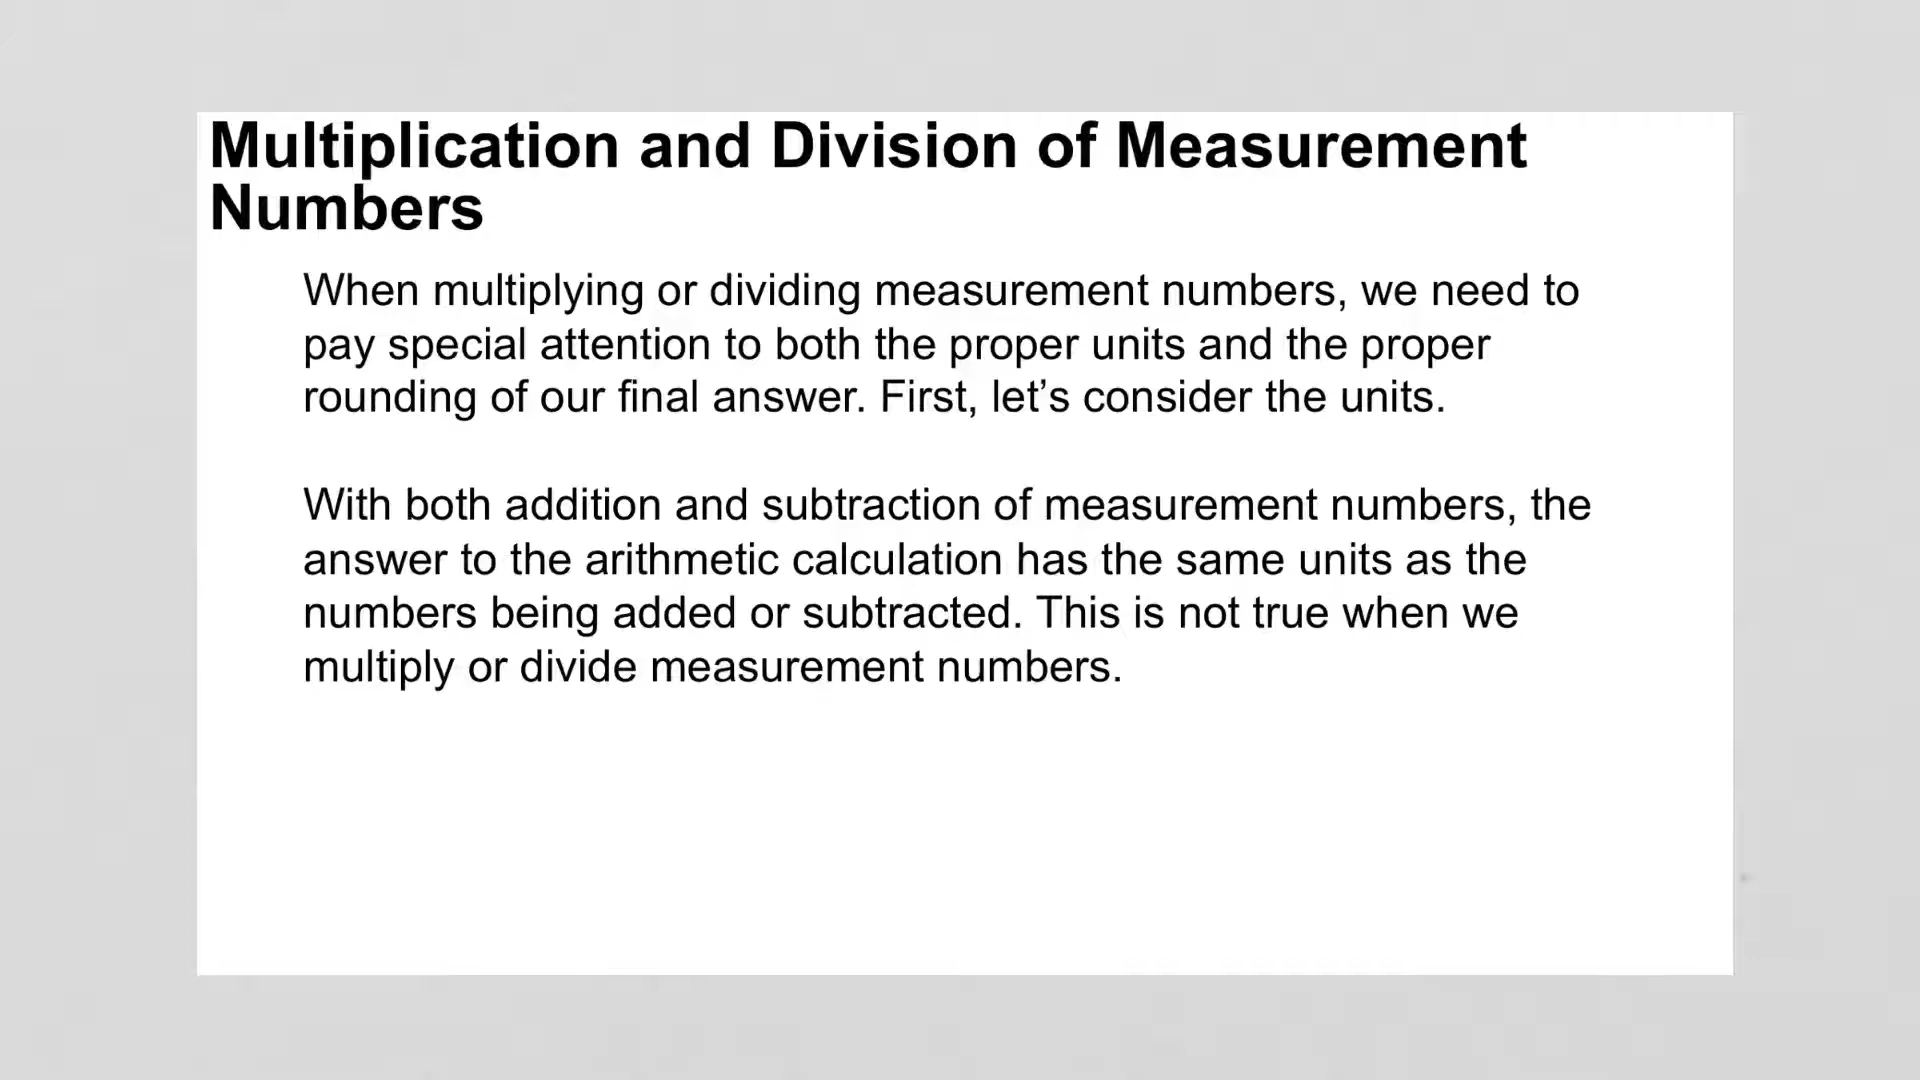 Multiplication and Division of Measurement
Numbers
When multiplying or dividing measurement numbers, we need to
pay special attention to both the proper units and the proper
rounding of our final answer. First, let’s consider the units.
With both addition and subtraction of measurement numbers, the
answer to the arithmetic calculation has the same units as the
numbers being added or subtracted. This is not true when we
multiply or divide measurement numbers.